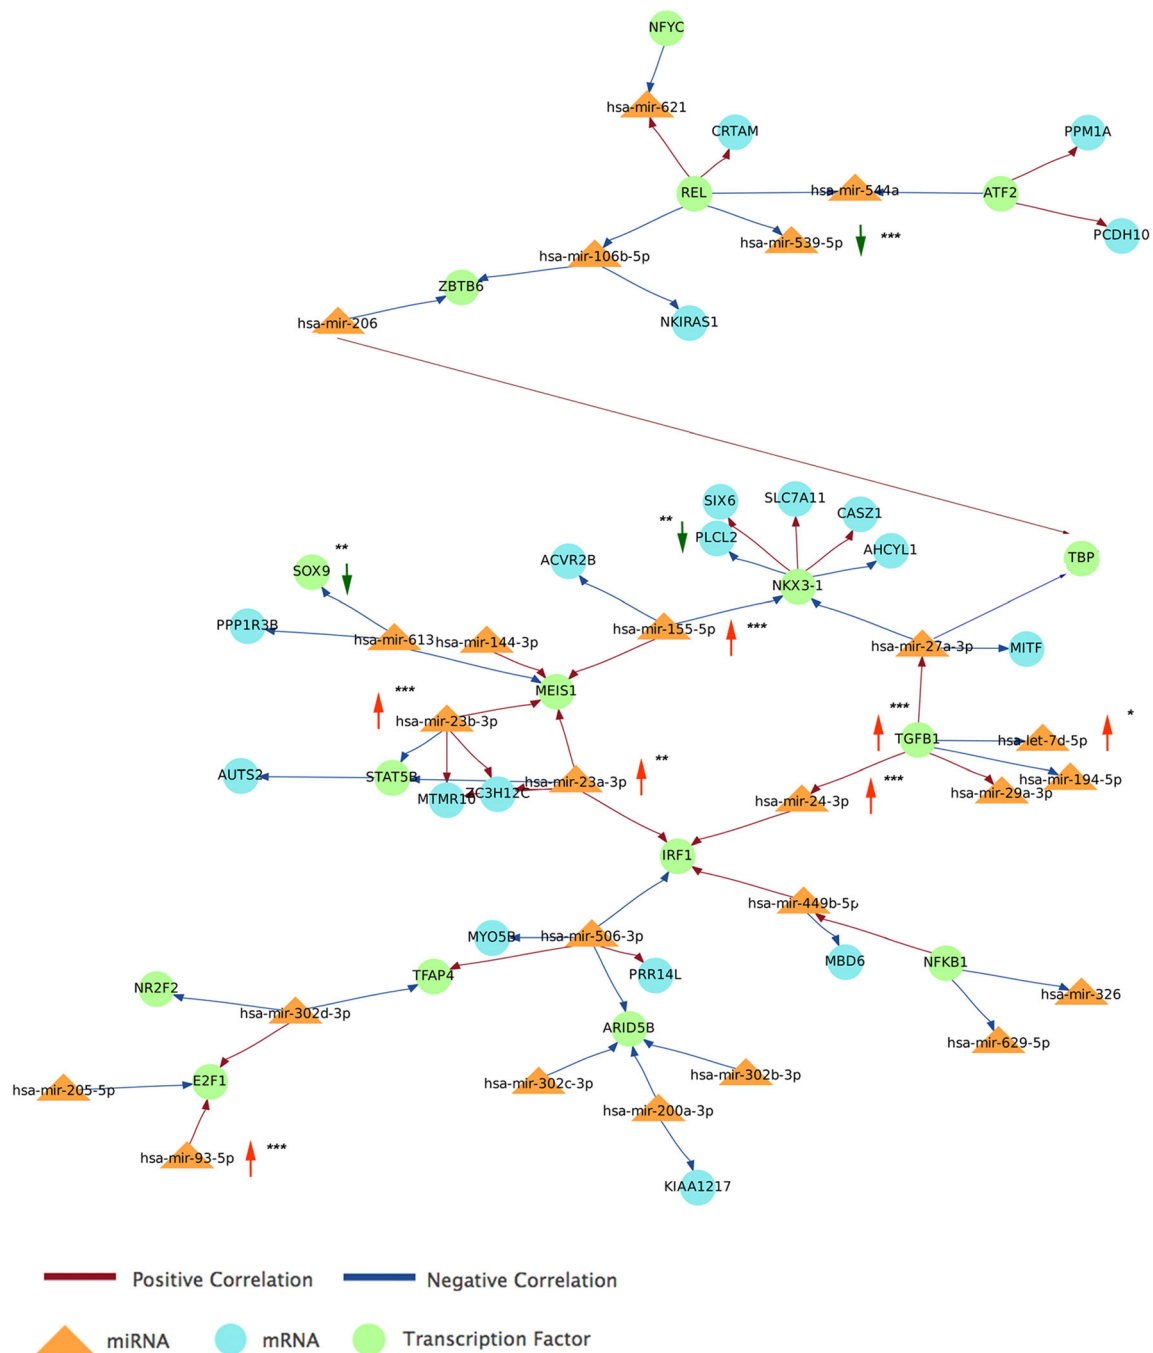 NFYC
hsa-mir-621
CRTAM
PPM1A
REL
hsa-mir-544a
ATF2
PCDH10
hsa-mir-539-5p
***
hsa-mir-106b-5p
ZBTB6
hsa-mir-206
NKIRAS1
SIX6
SLC7A11
CASZ1
**
PLCL2
AHCYL1
TBP
**
SOX9
ACVR2B
NKX3-1
PPP1R3B
hsa-mir-613
hsa-mir-144-3p
hsa-mir-155-5p
***
hsa-mir-27a-3p
MITF
MEIS1
***
hsa-mir-23b-3p
***
TGFB1
hsa-let-7d-5p
*
AUTS2
STAT5B
MTMR10
ZC3H12C
hsa-mir-23a-3p
**
hsa-mir-24-3p
***
hsa-mir-29a-3p
hsa-mir-194-5p
IRF1
hsa-mir-449b-5p
MYO5B
hsa-mir-506-3p
MBD6
NFKB1
TFAP4
PRR14L
NR2F2
hsa-mir-326
hsa-mir-302d-3p
ARID5B
hsa-mir-629-5p
hsa-mir-205-5p
E2F1
hsa-mir-302c-3p
hsa-mir-302b-3p
hsa-mir-200a-3p
hsa-mir-93-5p
***
KIAA1217
Positive Correlation
Negative Correlation
miRNA
mRNA
Transcription Factor